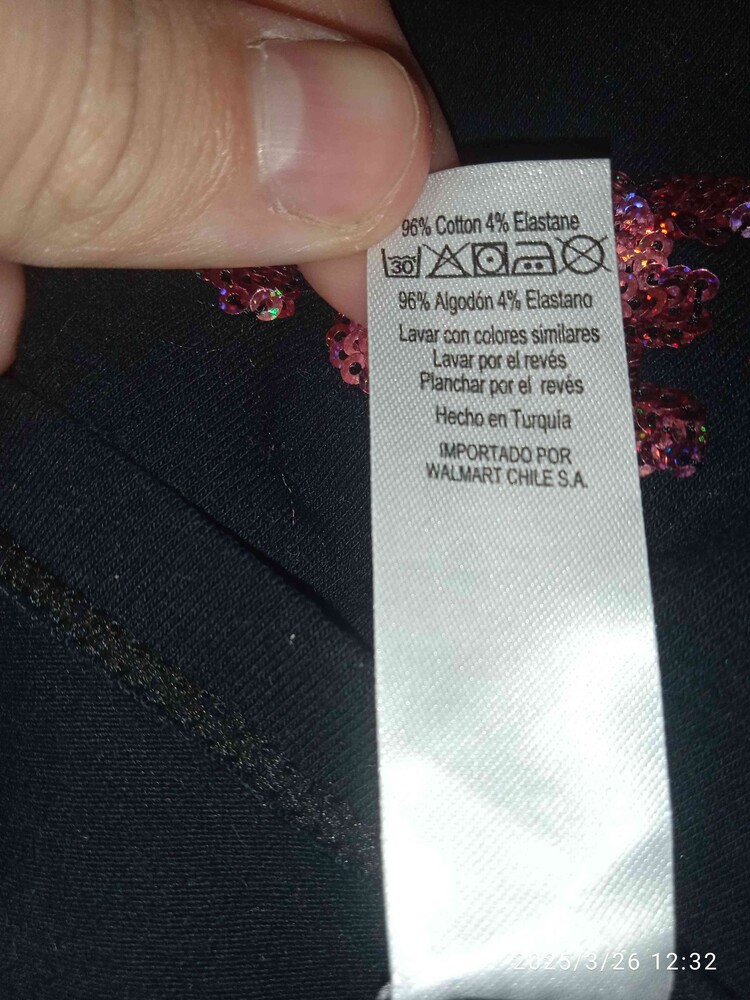 96% Cotton 4% Elastane
30
96% Algodón 4% Elastano
Lavar con colores similares
Lavar por el revés
Planchar por el revés
Hecho en Turquía
IMPORTADO POR
WALMART CHILE S.A.
2025/3/26 12:32